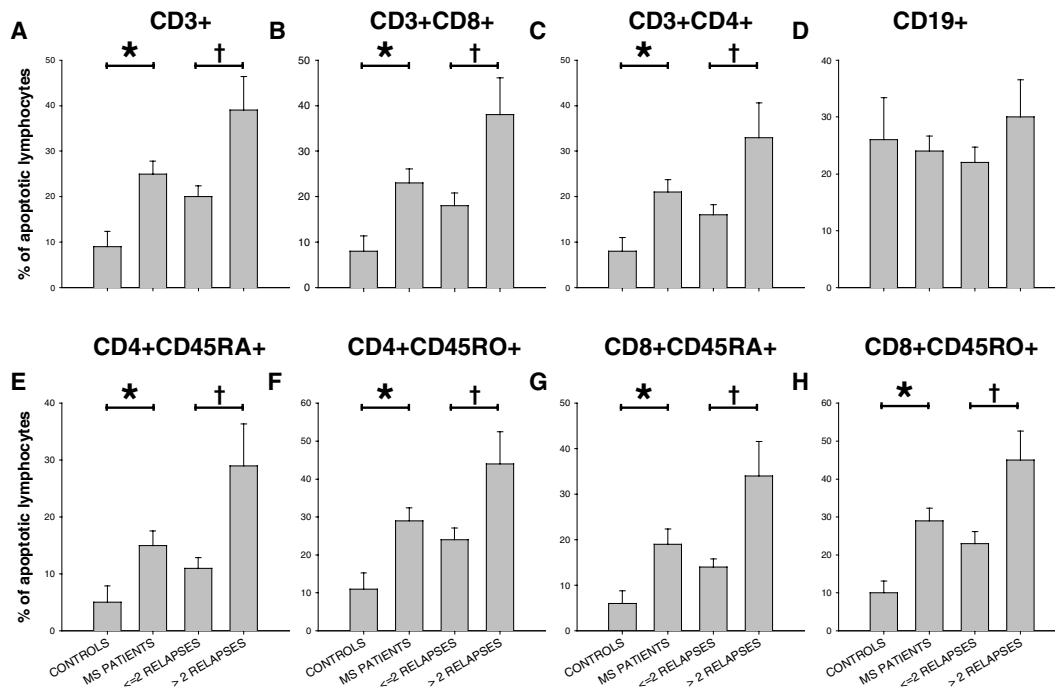 A CD3+
B CD3+CD8+
C CD3+CD4+
D CD19+
* † * † * †
% of apoptotic lymphocytes
50
40
30
20
10
0
50
40
30
20
10
0
50
40
30
20
10
0
40
30
20
10
0
E CD4+CD45RA+
F CD4+CD45RO+
G CD8+CD45RA+
H CD8+CD45RO+
* † * † * † * †
% of apoptotic lymphocytes
40
30
20
10
0
60
50
40
30
20
10
0
50
40
30
20
10
0
60
50
40
30
20
10
0
CONTROLS
MS PATIENTS
<=2 RELAPSES
> 2 RELAPSES
CONTROLS
MS PATIENTS
<=2 RELAPSES
> 2 RELAPSES
CONTROLS
MS PATIENTS
<=2 RELAPSES
> 2 RELAPSES
CONTROLS
MS PATIENTS
<=2 RELAPSES
> 2 RELAPSES